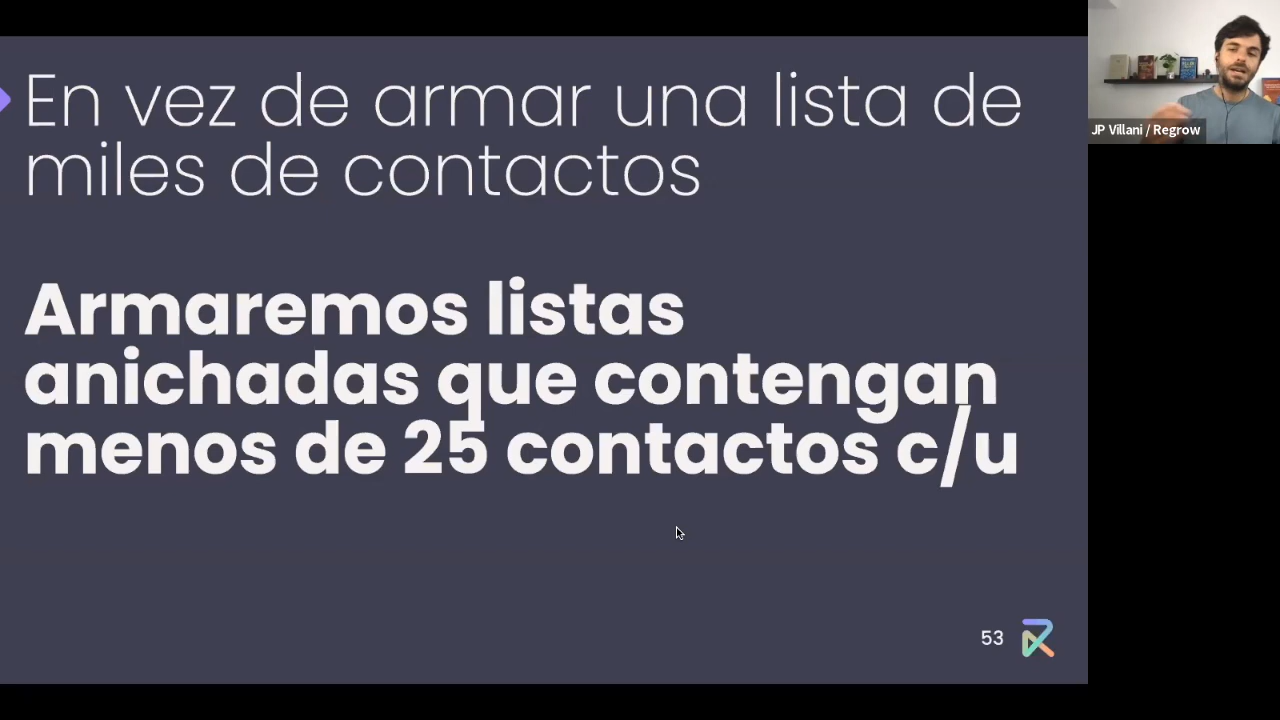 En vez de armar una lista de
miles de contactos
Armaremos listas
anichadas que contengan
menos de 25 contactos c/u
53
JP Villani / Regrow